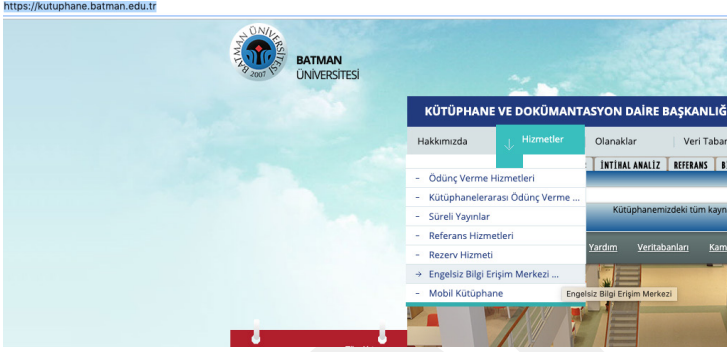 https://kutuphane.batman.edu.tr
BATMAN ÜNİVERSİTESİ 2007
BATMAN
ÜNİVERSİTESİ
KÜTÜPHANE VE DOKÜMANTASYON DAİRE BAŞKANLIĞ
Hakkımızda Hizmetler Olanaklar Veri Taban
İNTİHAL ANALİZ REFERANS
- Ödünç Verme Hizmetleri
- Kütüphanelerarası Ödünç Verme ...
- Süreli Yayınlar
Kütüphanemizdeki tüm kayn
- Referans Hizmetleri
- Rezerv Hizmeti
Yardım Veritabanları Kam
→ Engelsiz Bilgi Erişim Merkezi ...
- Mobil Kütüphane
Engelsiz Bilgi Erişim Merkezi